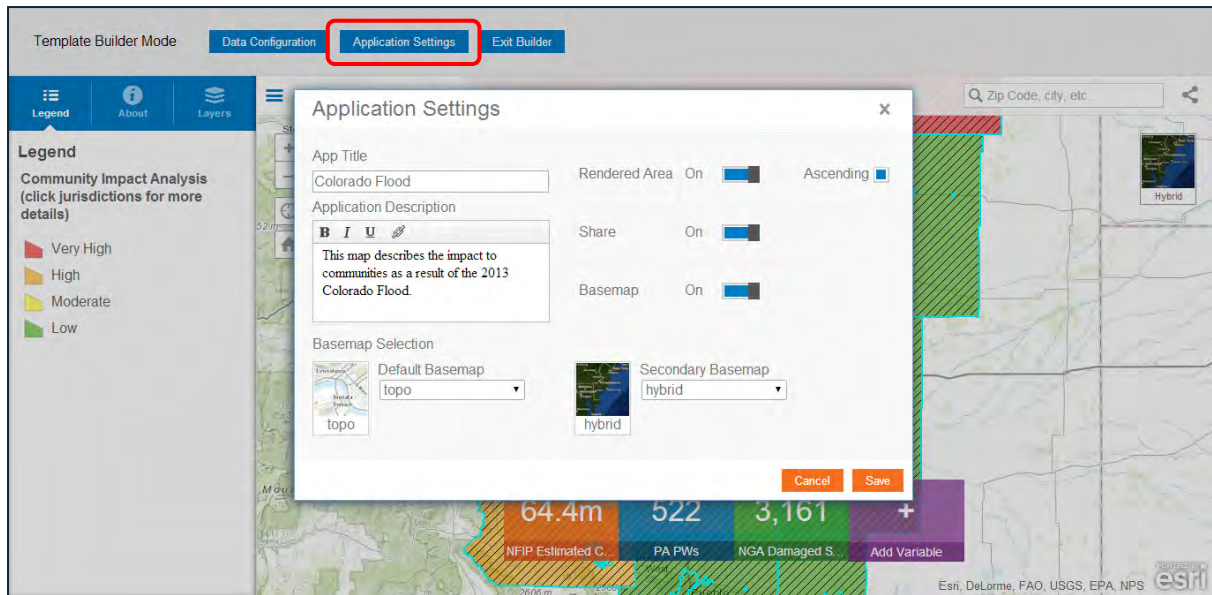 Template Builder Mode
Data Configuration
Application Settings
Exit Builder
Legend
About
Layers
Zip Code, city, etc.
Legend
Community Impact Analysis
(click jurisdictions for more
details)
Very High
High
Moderate
Low
Application Settings
×
App Title
Colorado Flood
Application Description
B I U
This map describes the impact to
communities as a result of the 2013
Colorado Flood.
Rendered Area On
Ascending
Share On
Basemap On
Basemap Selection
Default Basemap
topo
topo
Secondary Basemap
hybrid
hybrid
Cancel
Save
Hybrid
64.4m
NFIP Estimated C...
522
PA PWs
3,161
NGA Damaged S...
+
Add Variable
2606 m
Esri, DeLorme, FAO, USGS, EPA, NPS
esri